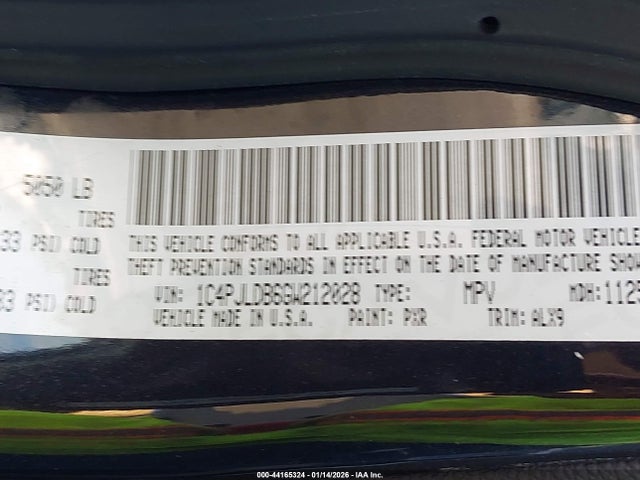 5050 LB
TIRES
33 PSI) COLD
TIRES
33 PSI) COLD
THIS VEHICLE CONFORMS TO ALL APPLICABLE U.S.A. FEDERAL MOTOR VEHICLE
THEFT PREVENTION STANDARDS IN EFFECT ON THE DATE OF MANUFACTURE SHOW
VIN: 1C4PJLDB6GW212028 TYPE: MPV MDH: 1125
VEHICLE MADE IN U.S.A. PAINT: PXR TRIM: ALX9
000-44165324 | 01/14/2026 - IAA Inc.